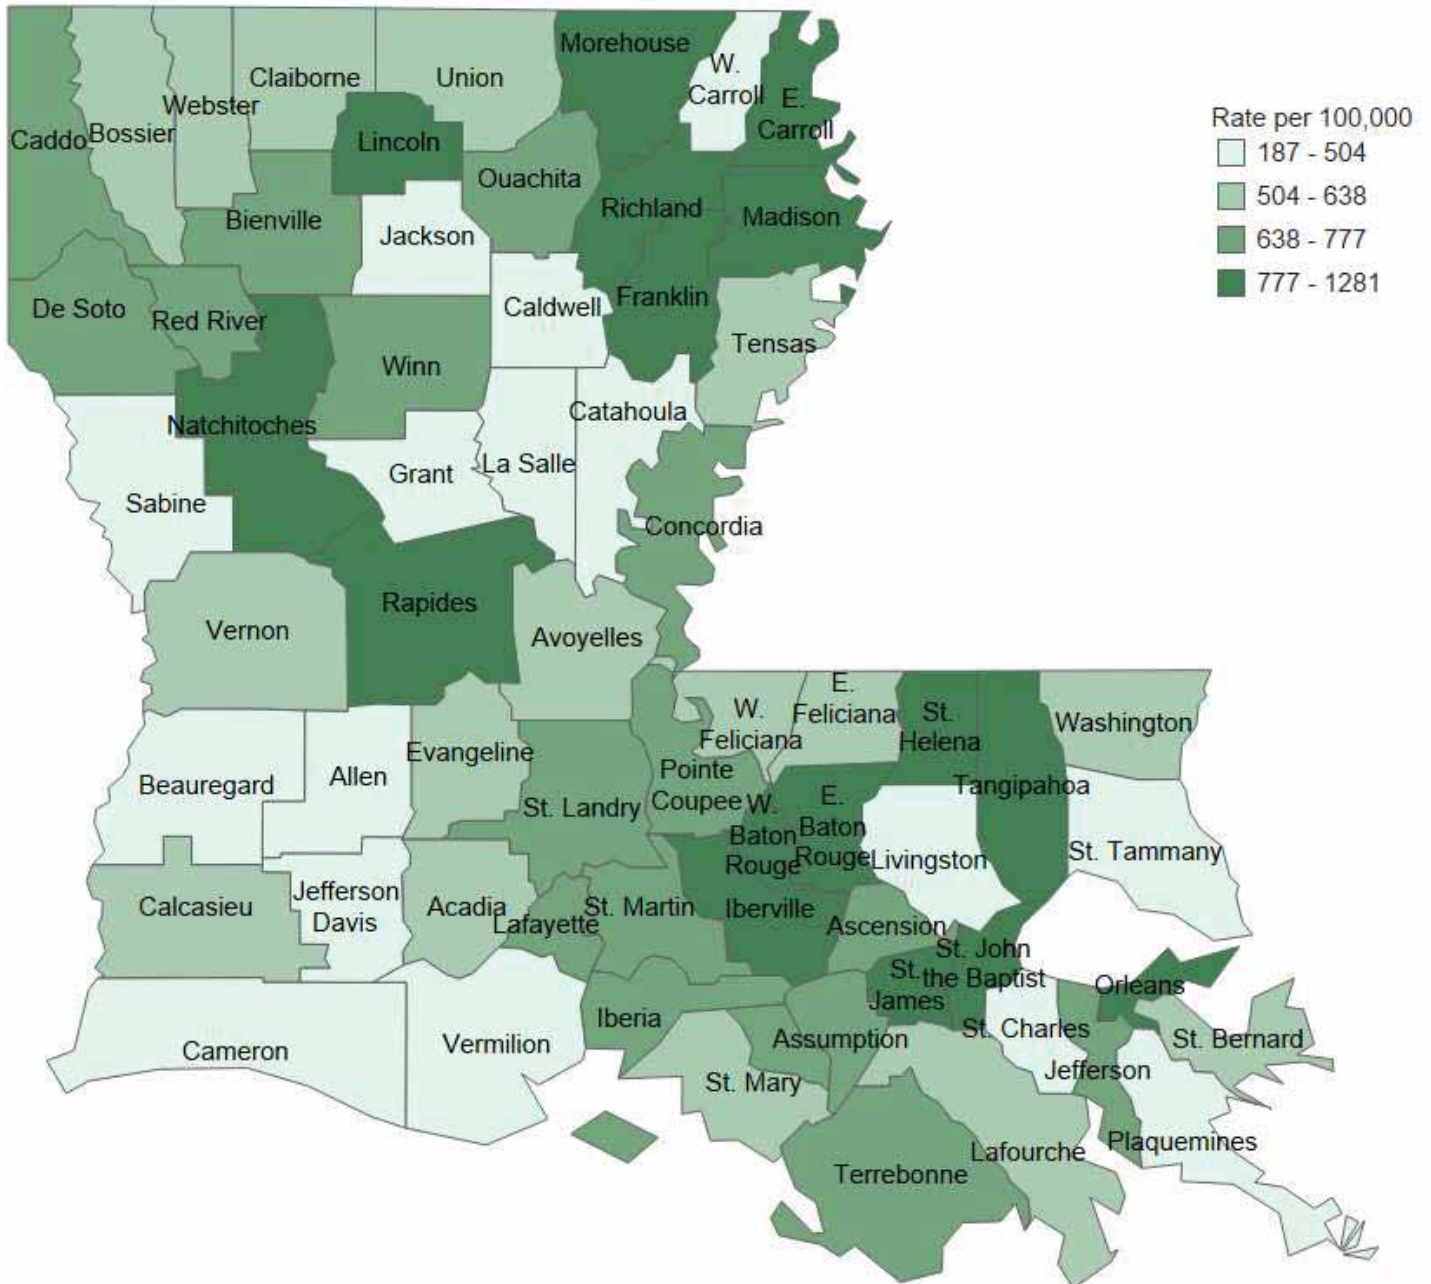 Morehouse
W.
Carroll
Claiborne
Union
Webster
E.
Carroll
Rate per 100,000
187 - 504
504 - 638
638 - 777
777 - 1281
Caddo
Bossier
Lincoln
Ouachita
Richland
Madison
Bienville
Jackson
De Soto
Red River
Caldwell
Franklin
Tensas
Winn
Natchitoches
Catahoula
Sabine
Grant
La Salle
Concordia
Rapides
Vernon
Avoyelles
W.
Feliciana
E.
Feliciana
St.
Helena
Washington
Evangeline
Beauregard
Allen
Pointe
Coupee
Tangipahoa
St. Landry
W.
Baton
Rouge
E.
Baton
Rouge
Livingston
St. Tammany
Calcasieu
Jefferson
Davis
Acadia
Lafayette
St. Martin
Iberville
Ascension
St. John
the Baptist
St.
James
Orleans
Cameron
Vermilion
Iberia
Assumption
St. Charles
St. Bernard
St. Mary
Jefferson
Terrebonne
Lafourche
Plaquemines